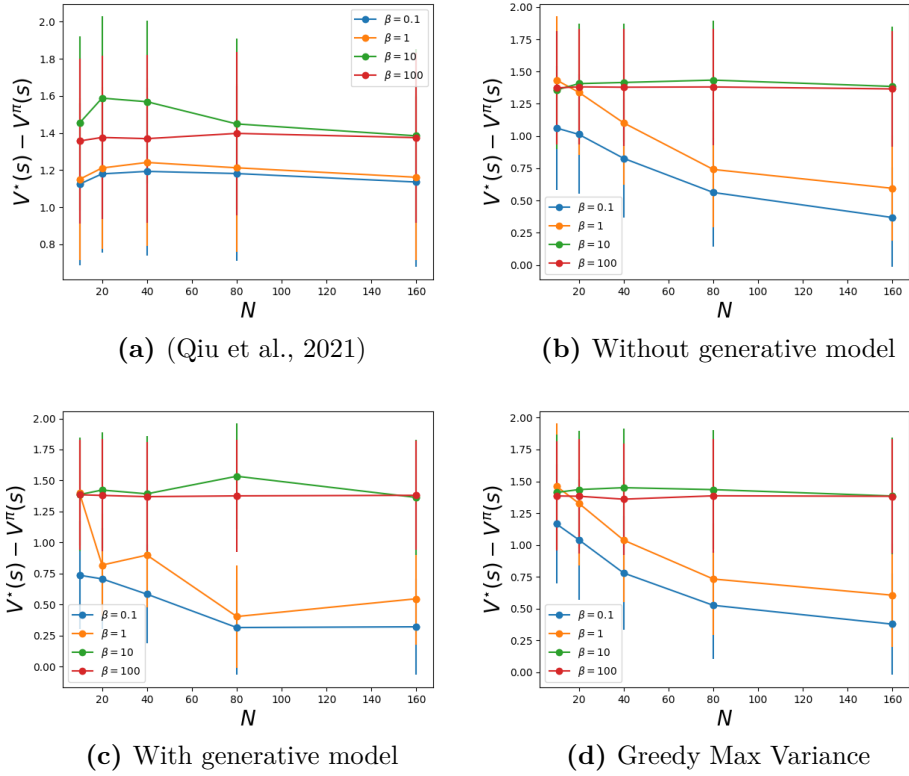 V*(s) − V^π(s)
2.0
1.8
1.6
1.4
1.2
1.0
0.8
β = 0.1
β = 1
β = 10
β = 100
20 40 60 80 100 120 140 160
N
(a) (Qiu et al., 2021)
V*(s) − V^π(s)
2.00
1.75
1.50
1.25
1.00
0.75
0.50
0.25
0.00
β = 0.1
β = 1
β = 10
β = 100
20 40 60 80 100 120 140 160
N
(b) Without generative model
V*(s) − V^π(s)
2.00
1.75
1.50
1.25
1.00
0.75
0.50
0.25
0.00
β = 0.1
β = 1
β = 10
β = 100
20 40 60 80 100 120 140 160
N
(c) With generative model
V*(s) − V^π(s)
2.00
1.75
1.50
1.25
1.00
0.75
0.50
0.25
0.00
β = 0.1
β = 1
β = 10
β = 100
20 40 60 80 100 120 140 160
N
(d) Greedy Max Variance